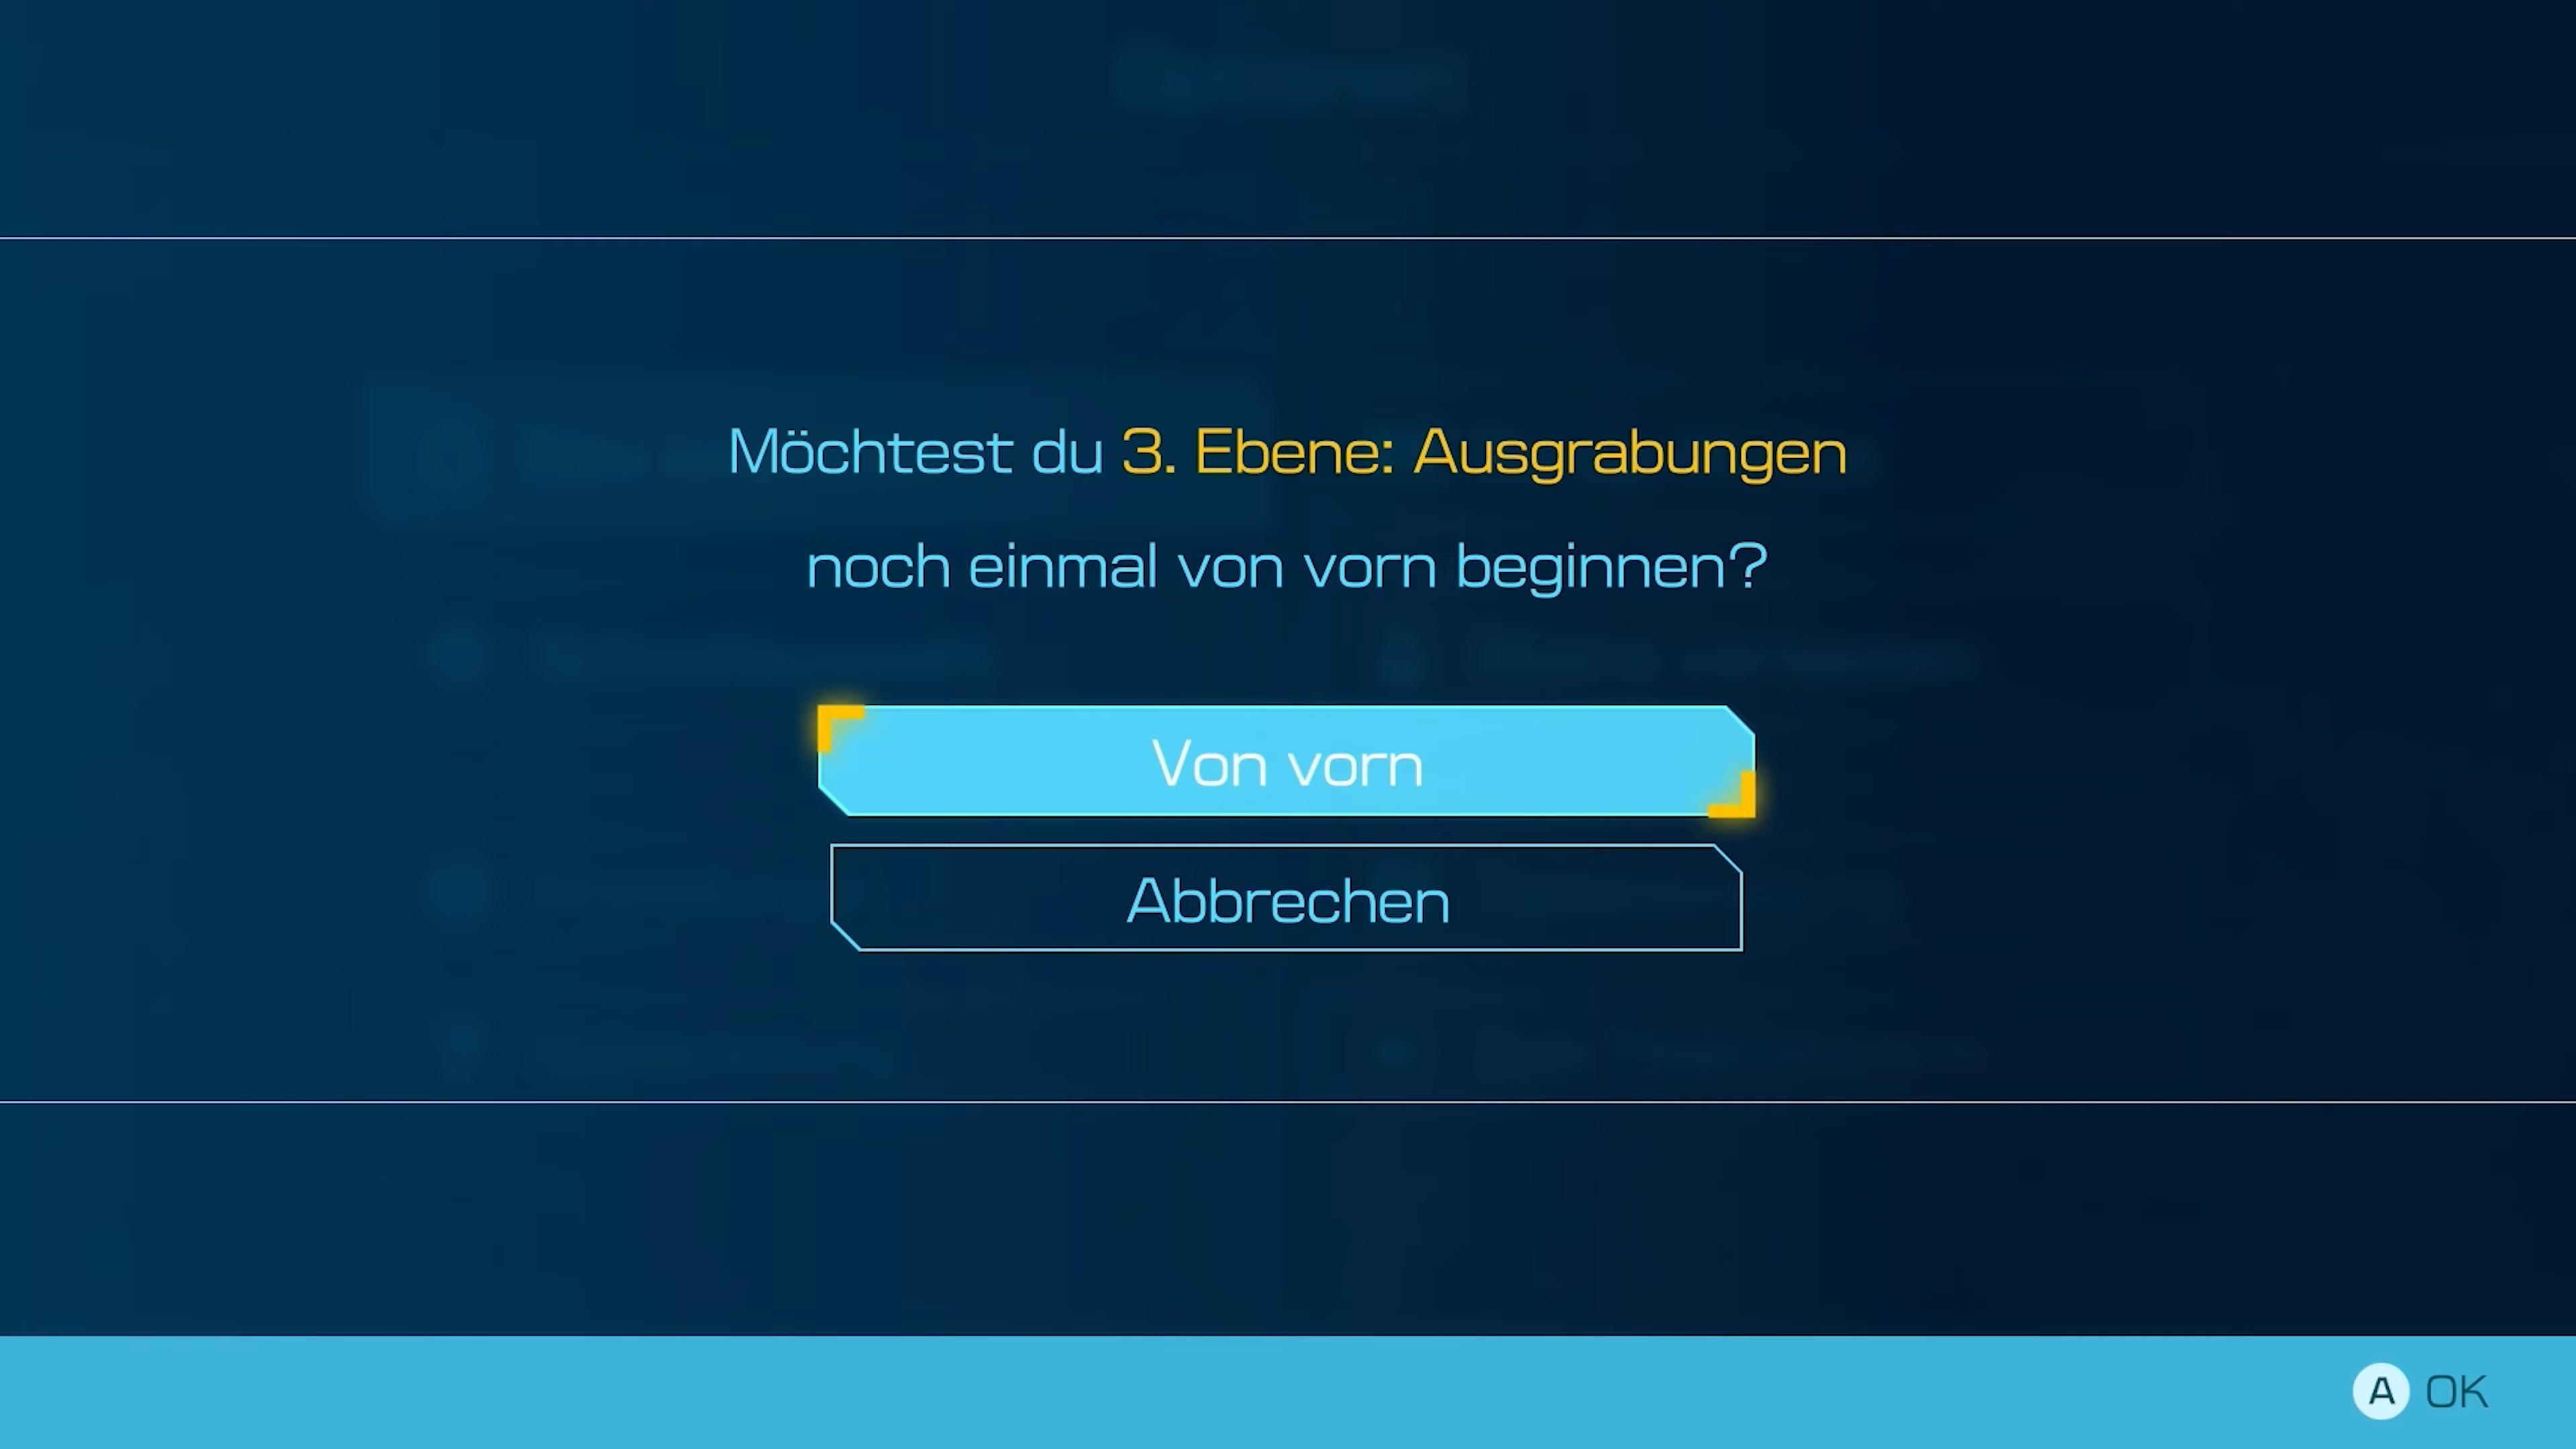 Möchtest du 3. Ebene: Ausgrabungen
noch einmal von vorn beginnen?
Von vorn
Abbrechen
A OK